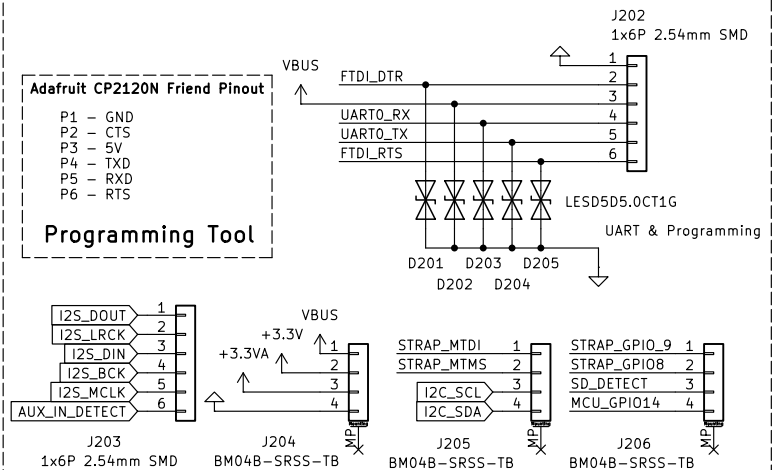 J202
1x6P 2.54mm SMD
VBUS
FTDI_DTR
UART0_RX
UART0_TX
FTDI_RTS
1
2
3
4
5
6
Adafruit CP2120N Friend Pinout
P1 – GND
P2 – CTS
P3 – 5V
P4 – TXD
P5 – RXD
P6 – RTS
Programming Tool
LESD5D5.0CT1G
UART & Programming
D201
D203
D205
D202
D204
I2S_DOUT 1
I2S_LRCK 2
I2S_DIN 3
I2S_BCK 4
I2S_MCLK 5
AUX_IN_DETECT 6
J203
1x6P 2.54mm SMD
VBUS
+3.3V
+3.3VA
1
2
3
4
MP
J204
BM04B-SRSS-TB
STRAP_MTDI 1
STRAP_MTMS 2
I2C_SCL 3
I2C_SDA 4
MP
J205
BM04B-SRSS-TB
STRAP_GPIO_9 1
STRAP_GPIO8 2
SD_DETECT 3
MCU_GPIO14 4
MP
J206
BM04B-SRSS-TB